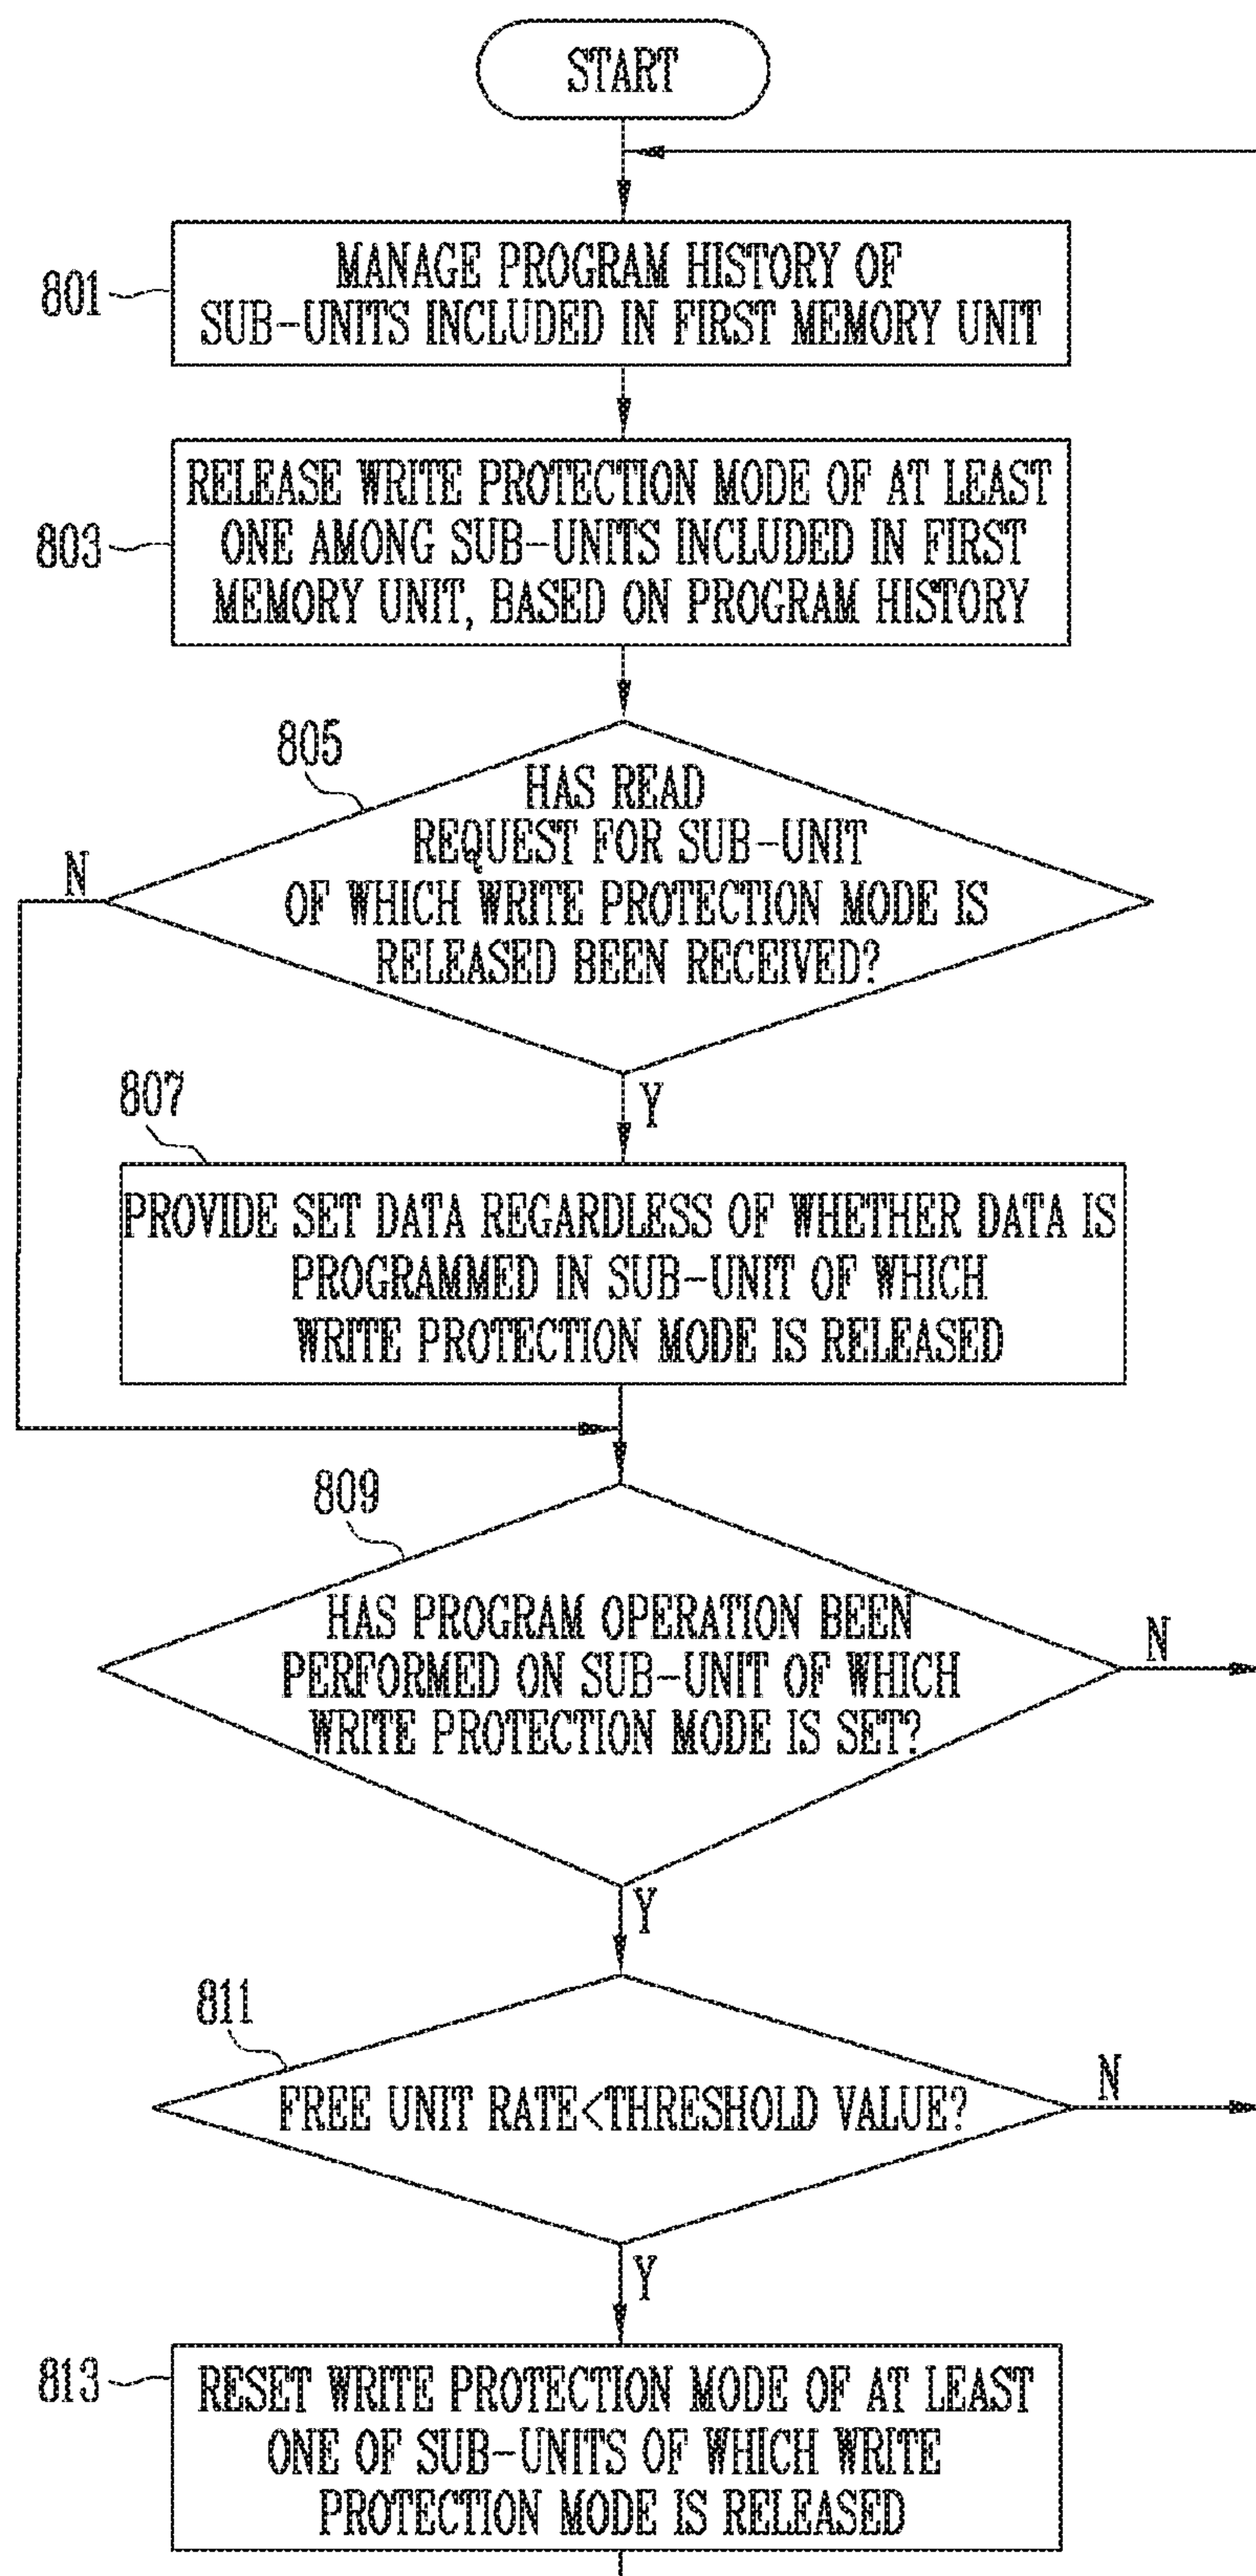 START
801
MANAGE PROGRAM HISTORY OF
SUB-UNITS INCLUDED IN FIRST MEMORY UNIT
803
RELEASE WRITE PROTECTION MODE OF AT LEAST
ONE AMONG SUB-UNITS INCLUDED IN FIRST
MEMORY UNIT, BASED ON PROGRAM HISTORY
805
HAS READ
REQUEST FOR SUB-UNIT
OF WHICH WRITE PROTECTION MODE IS
RELEASED BEEN RECEIVED?
N
Y
807
PROVIDE SET DATA REGARDLESS OF WHETHER DATA IS
PROGRAMMED IN SUB-UNIT OF WHICH
WRITE PROTECTION MODE IS RELEASED
809
HAS PROGRAM OPERATION BEEN
PERFORMED ON SUB-UNIT OF WHICH
WRITE PROTECTION MODE IS SET?
N
Y
811
FREE UNIT RATE<THRESHOLD VALUE?
N
Y
813
RESET WRITE PROTECTION MODE OF AT LEAST
ONE OF SUB-UNITS OF WHICH WRITE
PROTECTION MODE IS RELEASED